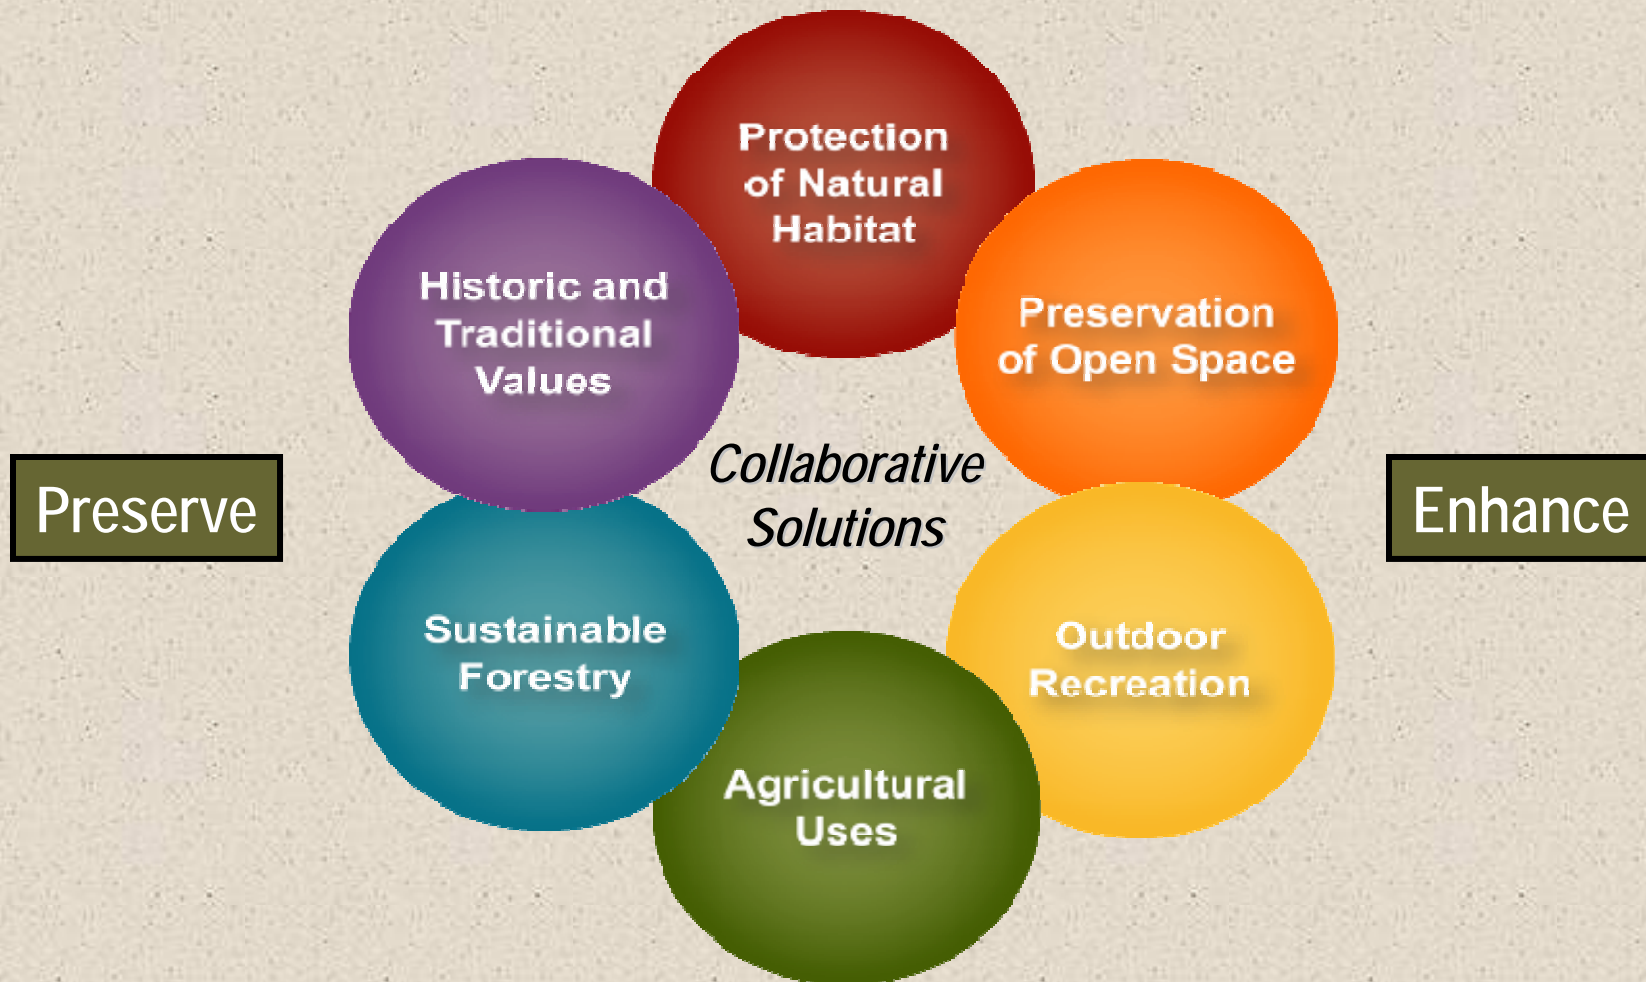 Protection
of Natural
Habitat
Historic and
Traditional
Values
Preservation
of Open Space
Collaborative
Solutions
Preserve
Enhance
Sustainable
Forestry
Outdoor
Recreation
Agricultural
Uses